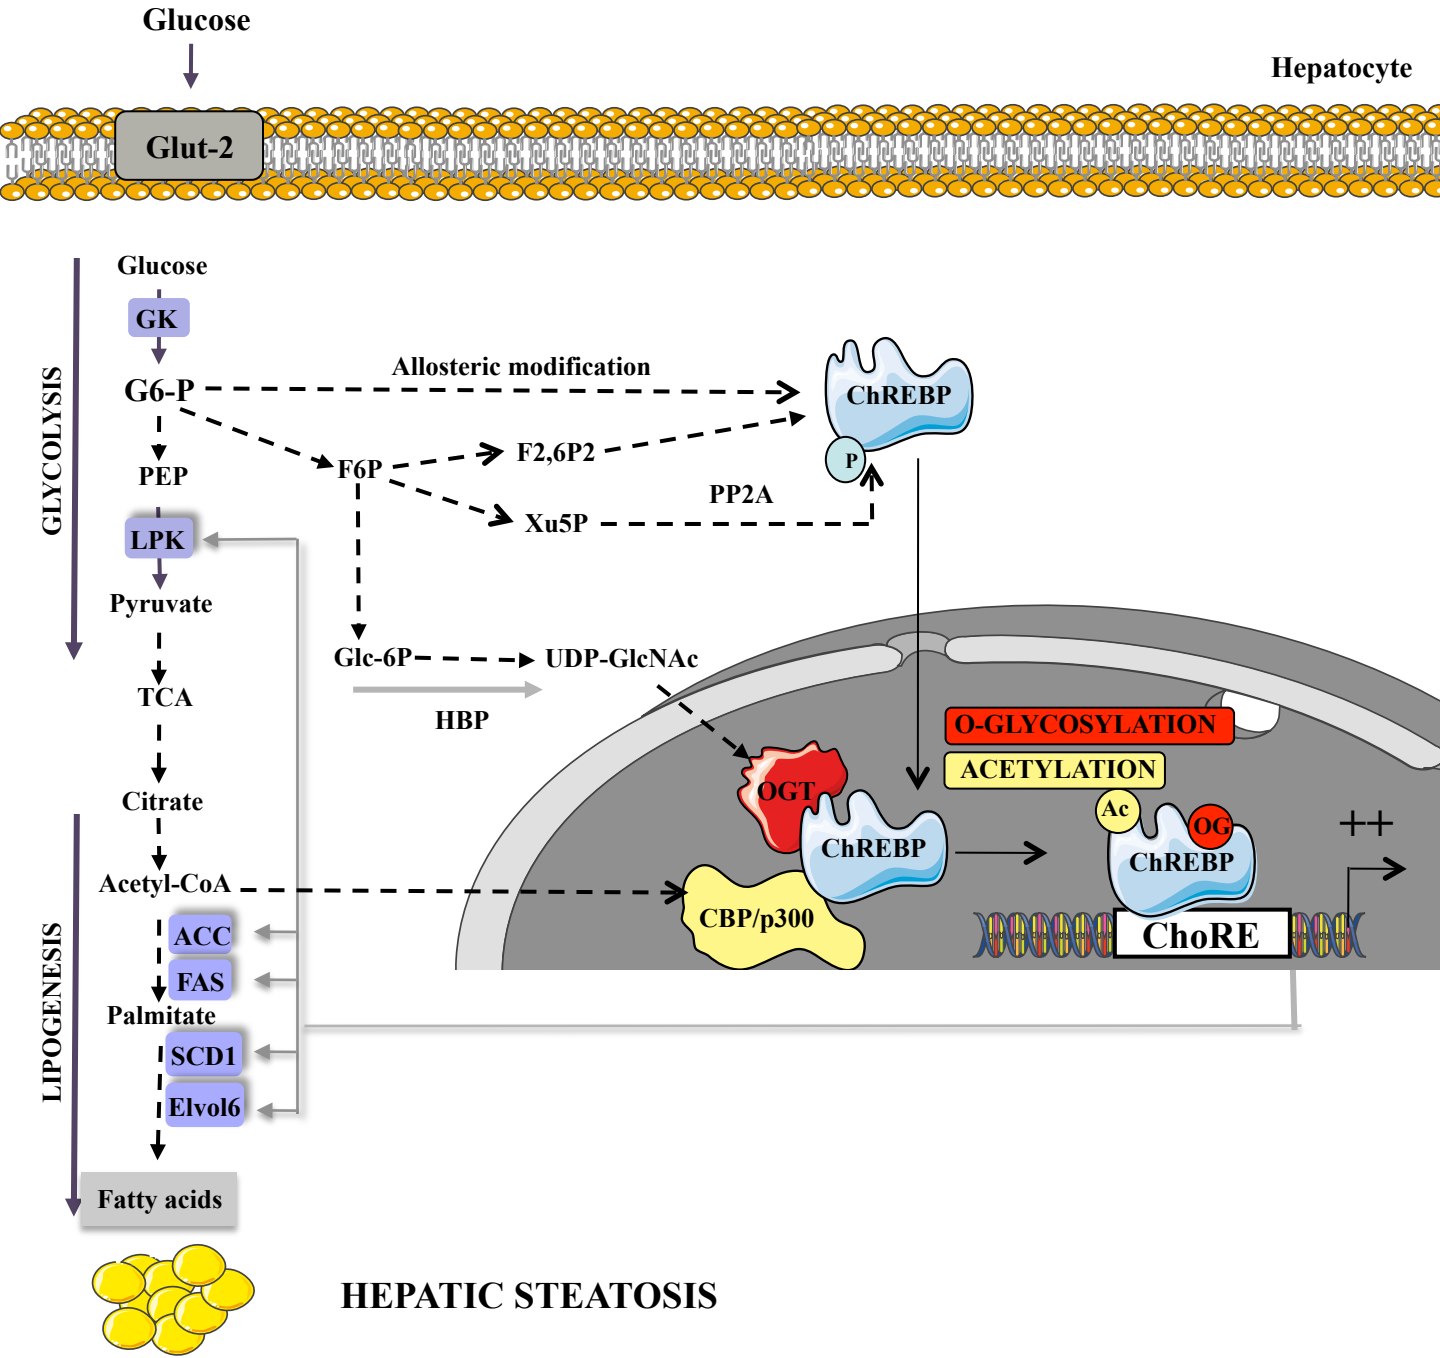 Glucose
Hepatocyte
Glut-2
Glucose
GK
GLYCOLYSIS
Allosteric modification
G6-P
ChREBP
P
F6P
F2,6P2
PEP
PP2A
Xu5P
LPK
Pyruvate
Glc-6P
UDP-GlcNAc
HBP
TCA
O-GLYCOSYLATION
ACETYLATION
Citrate
OGT
Ac
OG
++
ChREBP
ChREBP
Acetyl-CoA
CBP/p300
ChoRE
LIPOGENESIS
ACC
FAS
Palmitate
SCD1
Elvol6
Fatty acids
HEPATIC STEATOSIS